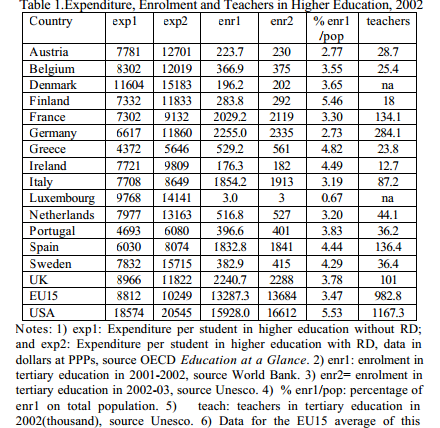 Table 1.Expenditure, Enrolment and Teachers in Higher Education, 2002
Country exp1 exp2 enr1 enr2 % enr1 /pop teachers
Austria 7781 12701 223.7 230 2.77 28.7
Belgium 8302 12019 366.9 375 3.55 25.4
Denmark 11604 15183 196.2 202 3.65 na
Finland 7332 11833 283.8 292 5.46 18
France 7302 9132 2029.2 2119 3.30 134.1
Germany 6617 11860 2255.0 2335 2.73 284.1
Greece 4372 5646 529.2 561 4.82 23.8
Ireland 7721 9809 176.3 182 4.49 12.7
Italy 7708 8649 1854.2 1913 3.19 87.2
Luxembourg 9768 14141 3.0 3 0.67 na
Netherlands 7977 13163 516.8 527 3.20 44.1
Portugal 4693 6080 396.6 401 3.83 36.2
Spain 6030 8074 1832.8 1841 4.44 136.4
Sweden 7832 15715 382.9 415 4.29 36.4
UK 8966 11822 2240.7 2288 3.78 101
EU15 8812 10249 13287.3 13684 3.47 982.8
USA 18574 20545 15928.0 16612 5.53 1167.3
Notes: 1) exp1: Expenditure per student in higher education without RD;
and exp2: Expenditure per student in higher education with RD, data in
dollars at PPPs, source OECD Education at a Glance. 2) enr1: enrolment in
tertiary education in 2001-2002, source World Bank. 3) enr2= enrolment in
tertiary education in 2002-03, source Unesco. 4) % enr1/pop: percentage of
enr1 on total population. 5) teach: teachers in tertiary education in
2002(thousand), source Unesco. 6) Data for the EU15 average of this